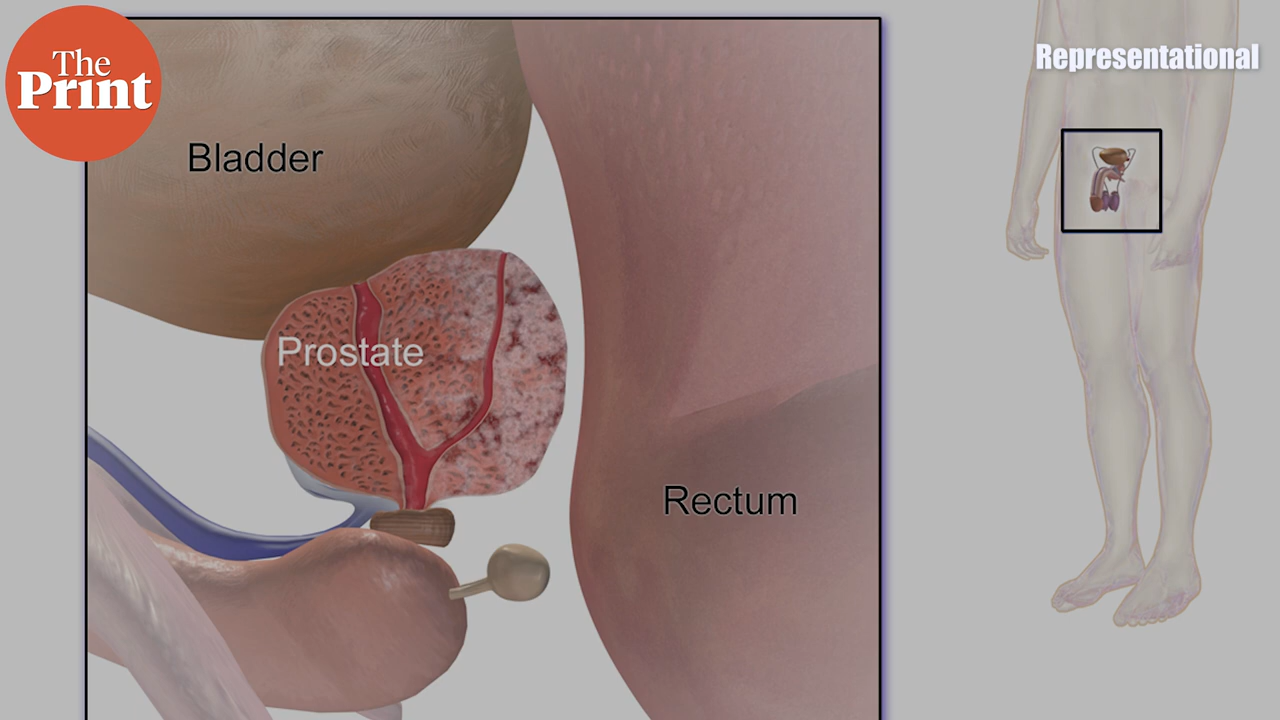 The
Print
Representational
Bladder
Prostate
Rectum